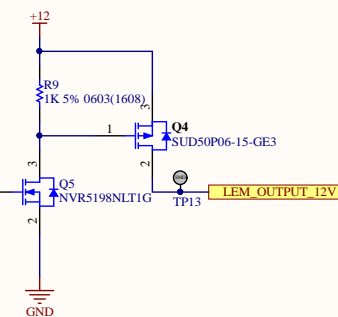 +12
R9
1K 5% 0603(1608)
3
Q4
1
SUD50P06-15-GE3
2
3
Q5
NVR5198NLT1G
TP13
LEM_OUTPUT_12V
2
GND